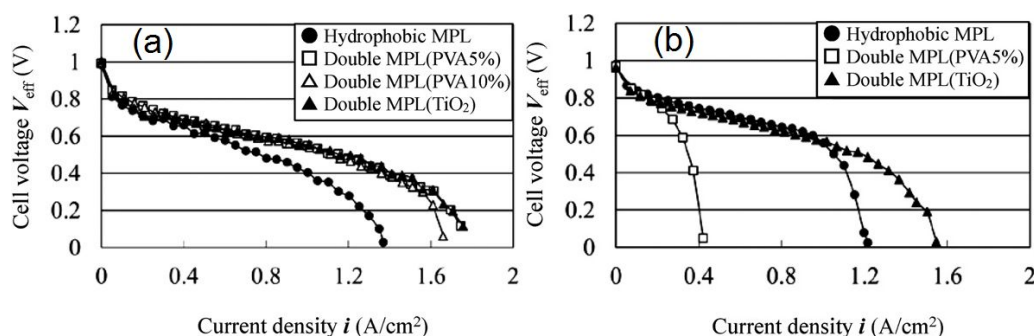 (a)
Hydrophobic MPL
Double MPL(PVA5%)
Double MPL(PVA10%)
Double MPL(TiO₂)
Cell voltage V_eff (V)
1.2
1
0.8
0.6
0.4
0.2
0
0
0.4
0.8
1.2
1.6
2
Current density i (A/cm²)
(b)
Hydrophobic MPL
Double MPL(PVA5%)
Double MPL(TiO₂)
Cell voltage V_eff (V)
1.2
1
0.8
0.6
0.4
0.2
0
0
0.4
0.8
1.2
1.6
2
Current density i (A/cm²)